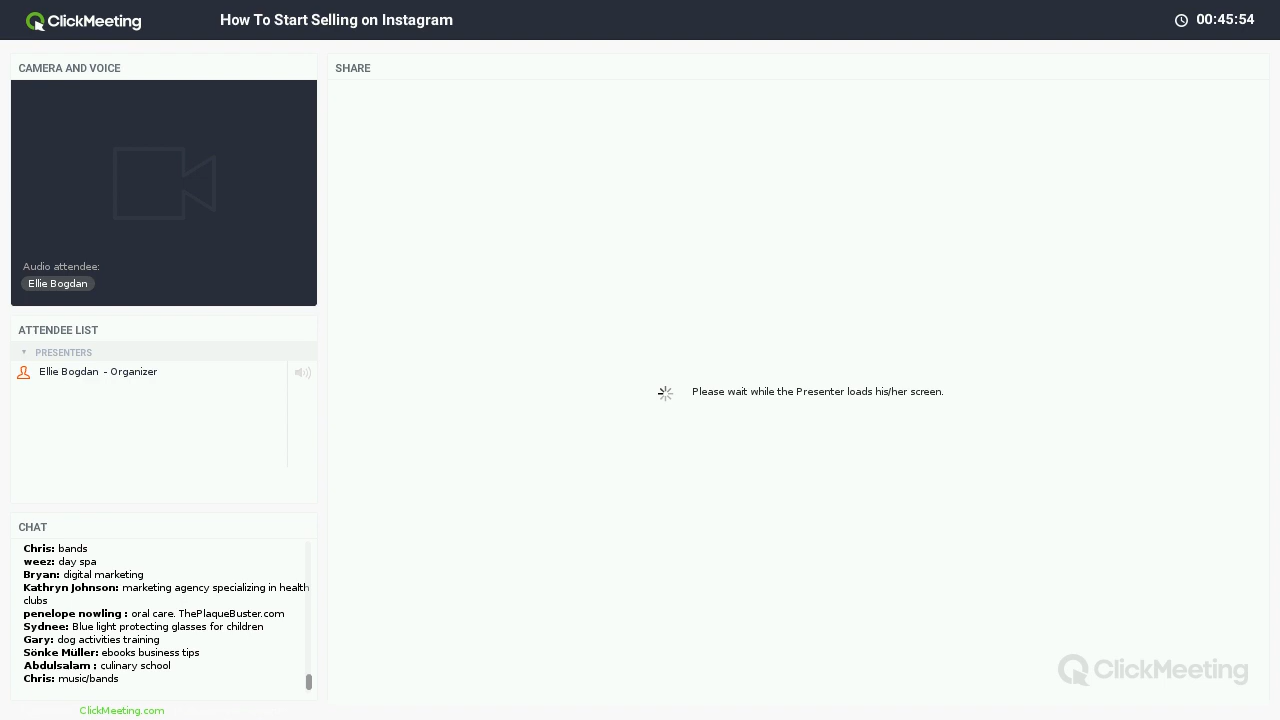 ClickMeeting
How To Start Selling on Instagram
00:45:54
CAMERA AND VOICE
Audio attendee:
Ellie Bogdan
ATTENDEE LIST
PRESENTERS
Ellie Bogdan - Organizer
CHAT
Chris: bands
weez: day spa
Bryan: digital marketing
Kathryn Johnson: marketing agency specializing in health
clubs
penelope nowling : oral care. ThePlaqueBuster.com
Sydnee: Blue light protecting glasses for children
Gary: dog activities training
Sönke Müller: ebooks business tips
Abdulsalam : culinary school
Chris: music/bands
ClickMeeting.com
SHARE
Please wait while the Presenter loads his/her screen.
ClickMeeting